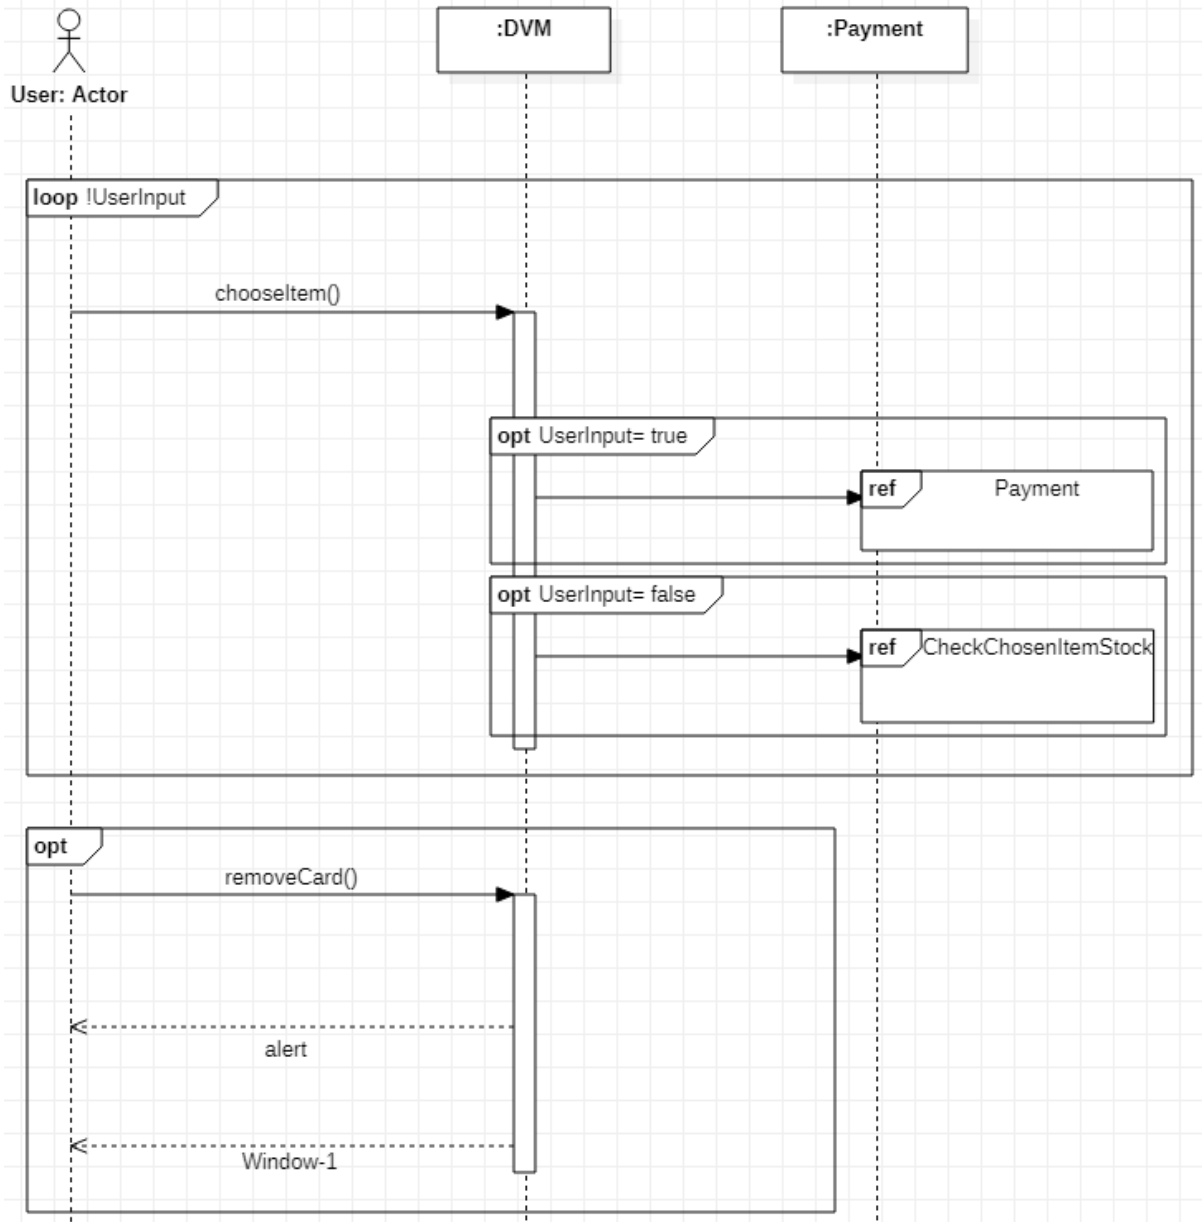 :DVM
:Payment
User: Actor
loop !UserInput
chooseItem()
opt UserInput= true
ref Payment
opt UserInput= false
ref CheckChosenItemStock
opt
removeCard()
alert
Window-1